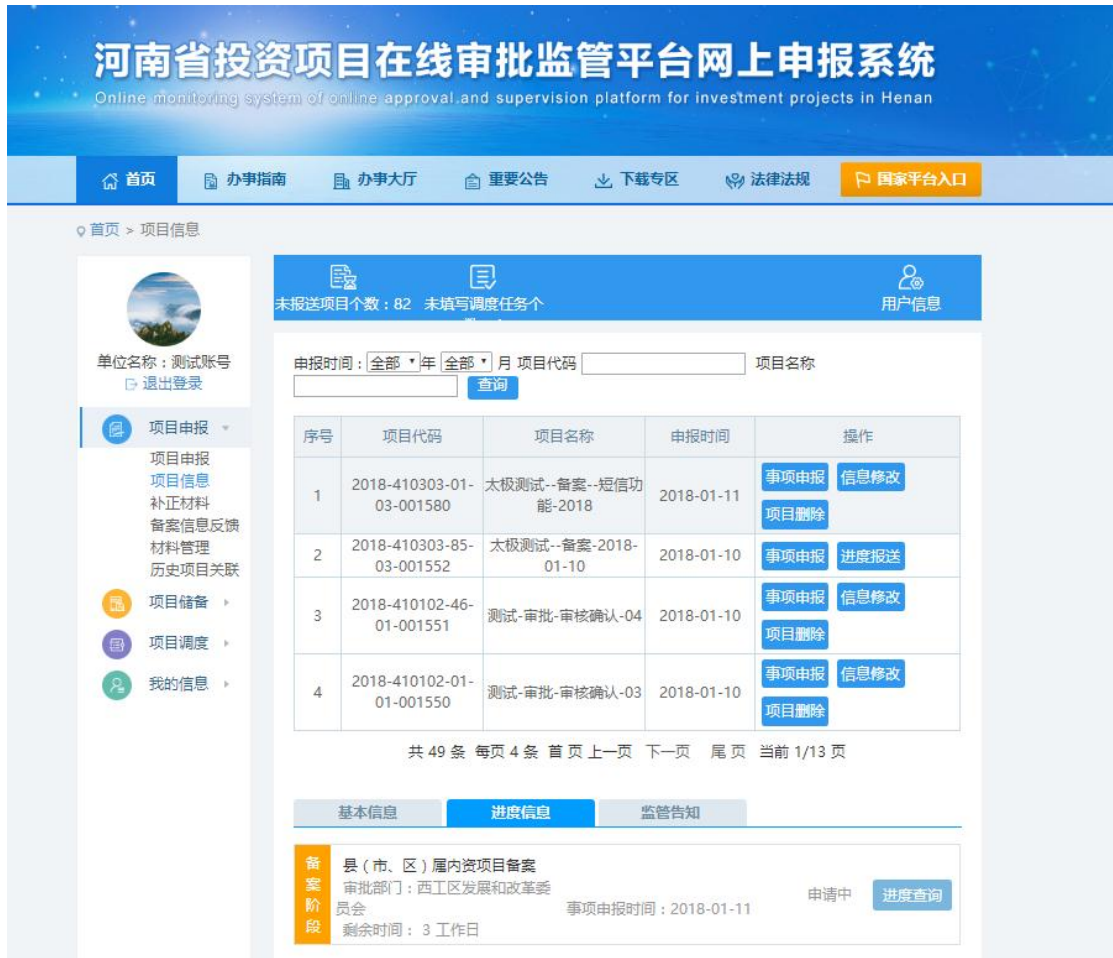 河南省投资项目在线审批监管平台网上申报系统
Online monitoring system of online approval and supervision platform for investment projects in Henan
首页 办事指南 办事大厅 重要公告 下载专区 法律法规 国家平台入口
首页 > 项目信息
单位名称：测试账号
退出登录
项目申报
项目申报
项目信息
补正材料
备案信息反馈
材料管理
历史项目关联
项目储备
项目调度
我的信息
未报送项目个数：82 未填写调度任务个
用户信息
申报时间：全部 年 全部 月 项目代码 项目名称
查询
序号 项目代码 项目名称 申报时间 操作
1 2018-410303-01-03-001580 太极测试--备案--短信功能-2018 2018-01-11 事项申报 信息修改 项目删除
2 2018-410303-85-03-001552 太极测试--备案-2018-01-10 2018-01-10 事项申报 进度报送
3 2018-410102-46-01-001551 测试-审批-审核确认-04 2018-01-10 事项申报 信息修改 项目删除
4 2018-410102-01-01-001550 测试-审批-审核确认-03 2018-01-10 事项申报 信息修改 项目删除
共 49 条 每页 4 条 首 页 上一页 下一页 尾 页 当前 1/13 页
基本信息 进度信息 监管告知
备案阶段
县（市、区）属内资项目备案
审批部门：西工区发展和改革委
员会
剩余时间： 3 工作日
事项申报时间：2018-01-11
申请中 进度查询